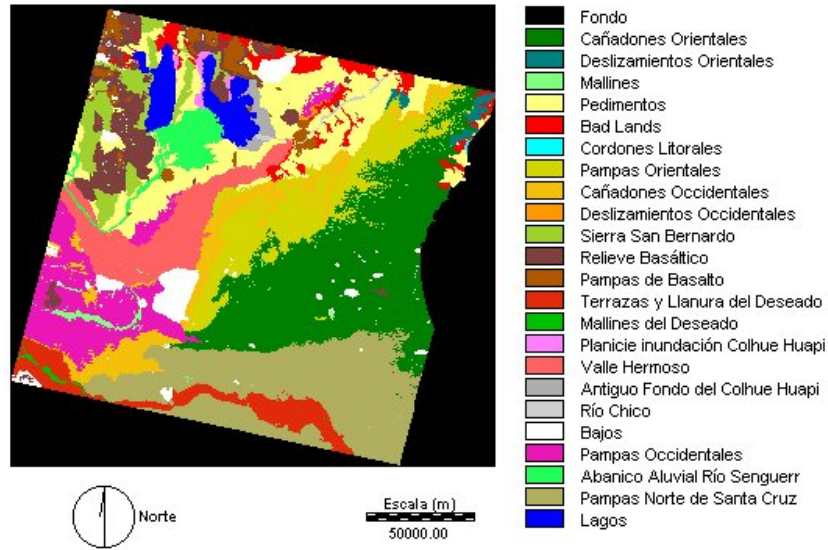 Fondo
Cañadones Orientales
Deslizamientos Orientales
Mallines
Pedimentos
Bad Lands
Cordones Litorales
Pampas Orientales
Cañadones Occidentales
Deslizamientos Occidentales
Sierra San Bernardo
Relieve Basáltico
Pampas de Basalto
Terrazas y Llanura del Deseado
Mallines del Deseado
Planicie inundación Colhue Huapi
Valle Hermoso
Antiguo Fondo del Colhue Huapi
Río Chico
Bajos
Pampas Occidentales
Abanico Aluvial Río Senguerr
Pampas Norte de Santa Cruz
Lagos
Norte
Escala (m)
50000.00